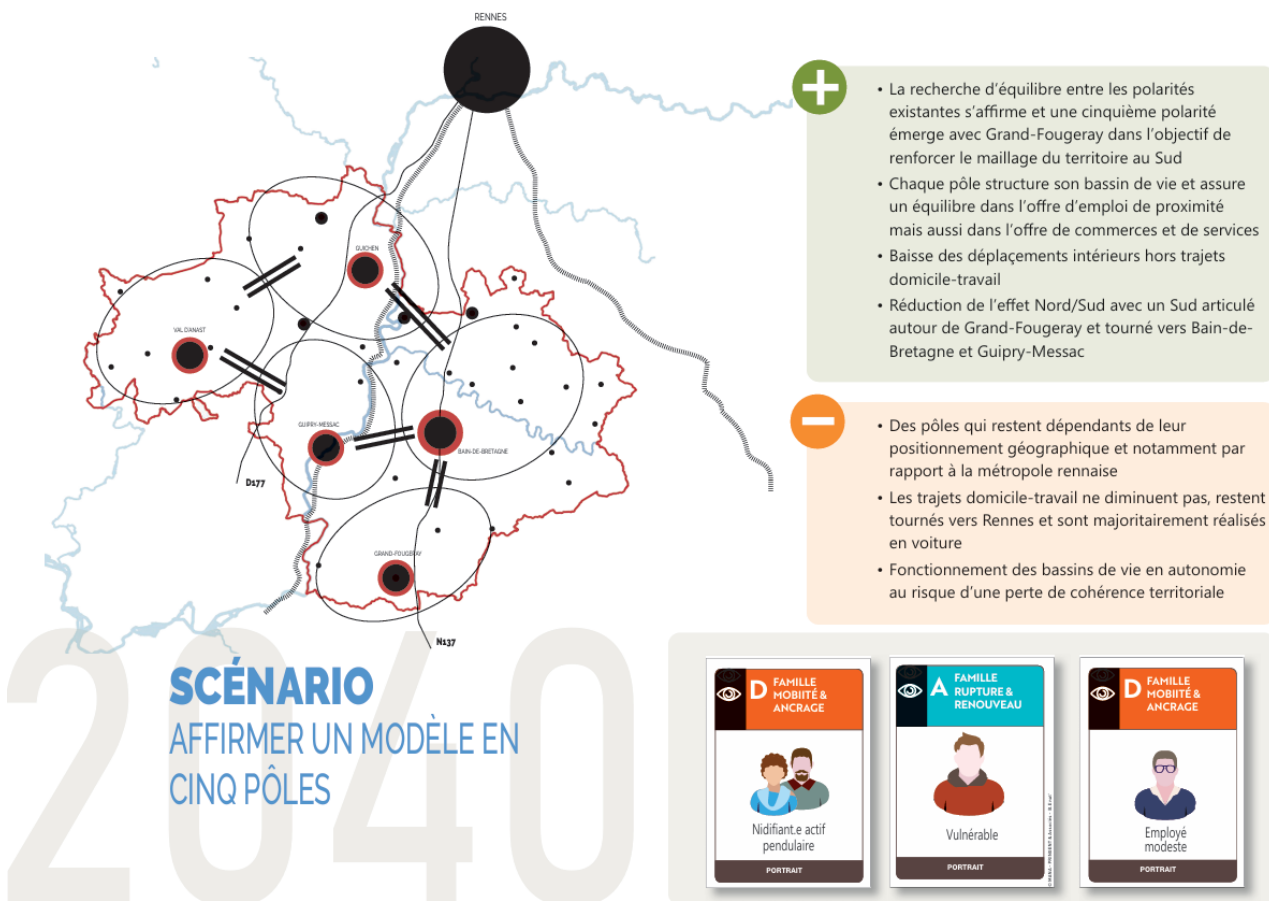 RENNES
GUICHEN
VAL D'ANAST
GUIPRY-MESSAC
BAIN-DE-BRETAGNE
D177
GRAND-FOUGERAY
N137
2040
SCÉNARIO
AFFIRMER UN MODÈLE EN
CINQ PÔLES
+
• La recherche d'équilibre entre les polarités
existantes s'affirme et une cinquième polarité
émerge avec Grand-Fougeray dans l'objectif de
renforcer le maillage du territoire au Sud
• Chaque pôle structure son bassin de vie et assure
un équilibre dans l'offre d'emploi de proximité
mais aussi dans l'offre de commerces et de services
• Baisse des déplaçements intérieurs hors trajets
domicile-travail
• Réduction de l'effet Nord/Sud avec un Sud articulé
autour de Grand-Fougeray et tourné vers Bain-de-
Bretagne et Guipry-Messac
−
• Des pôles qui restent dépendants de leur
positionnement géographique et notamment par
rapport à la métropole rennaise
• Les trajets domicile-travail ne diminuent pas, restent
tournés vers Rennes et sont majoritairement réalisés
en voiture
• Fonctionnement des bassins de vie en autonomie
au risque d'une perte de cohérence territoriale
D FAMILLE
MOBIITÉ &
ANCRAGE
Nidifiant.e actif
pendulaire
PORTRAIT
A FAMILLE
RUPTURE &
RENOUVEAU
Vulnérable
PORTRAIT
D FAMILLE
MOBIITÉ &
ANCRAGE
Employé
modeste
PORTRAIT